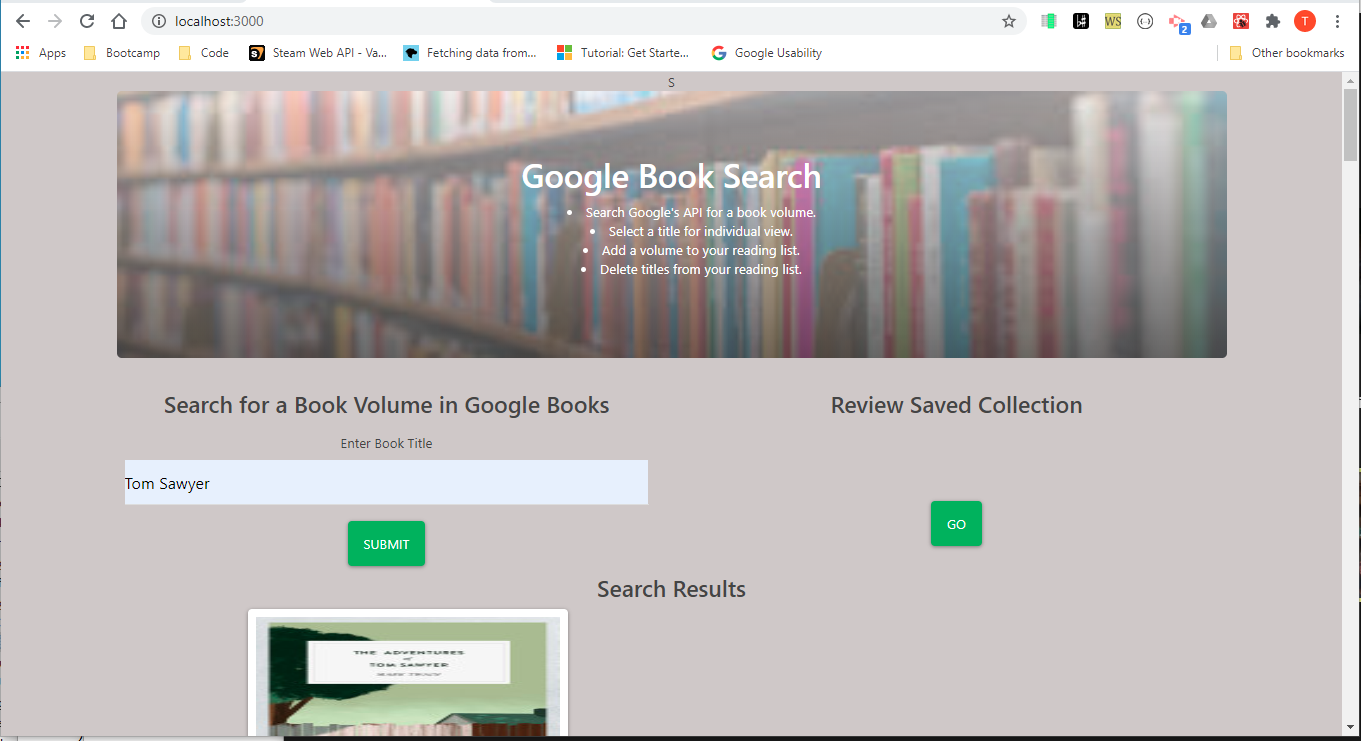 localhost:3000
WS
2
T
Apps
Bootcamp
Code
S7
Steam Web API - Va...
Fetching data from...
Tutorial: Get Starte...
Google Usability
Other bookmarks
S
Google Book Search
• Search Google's API for a book volume.
• Select a title for individual view.
• Add a volume to your reading list.
• Delete titles from your reading list.
Search for a Book Volume in Google Books
Review Saved Collection
Enter Book Title
Tom Sawyer
SUBMIT
GO
Search Results
THE ADVENTURES
of
TOM SAWYER
MARK TWAIN